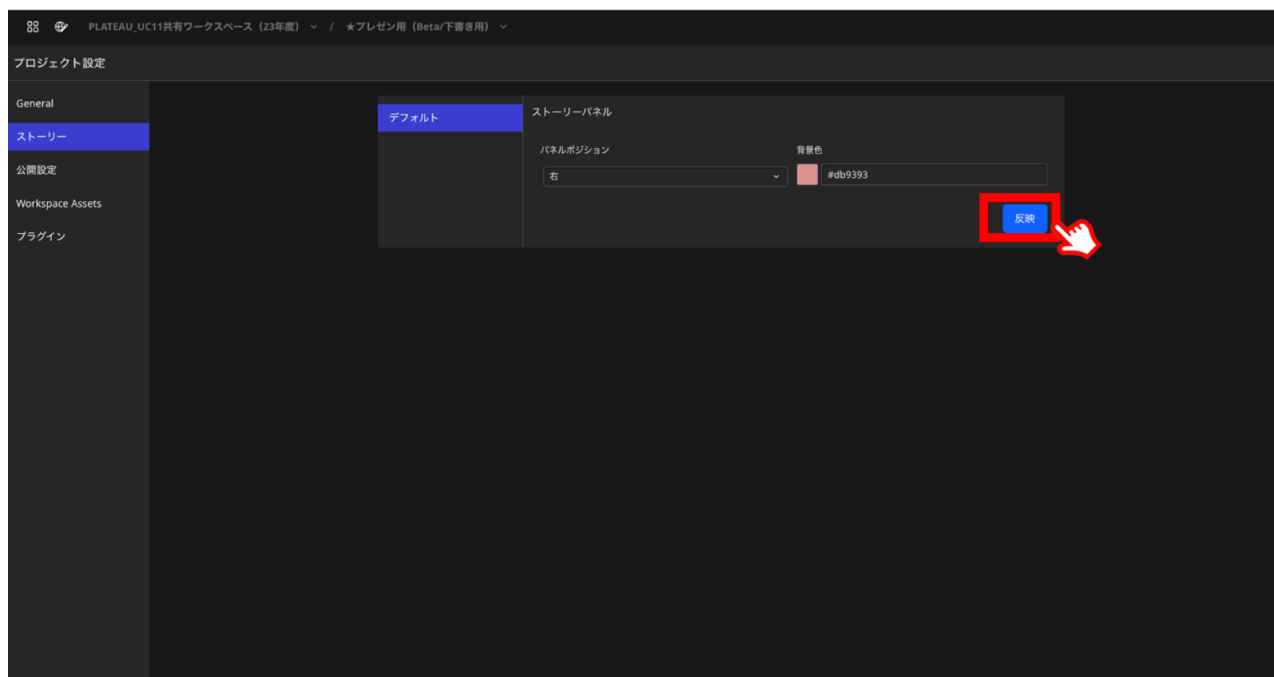 PLATEAU_UC11共有ワークスペース（23年度） / ★プレゼン用（Beta/下書き用）
プロジェクト設定
General
ストーリー
公開設定
Workspace Assets
プラグイン
デフォルト
ストーリーパネル
パネルポジション 背景色
右 #db9393
反映